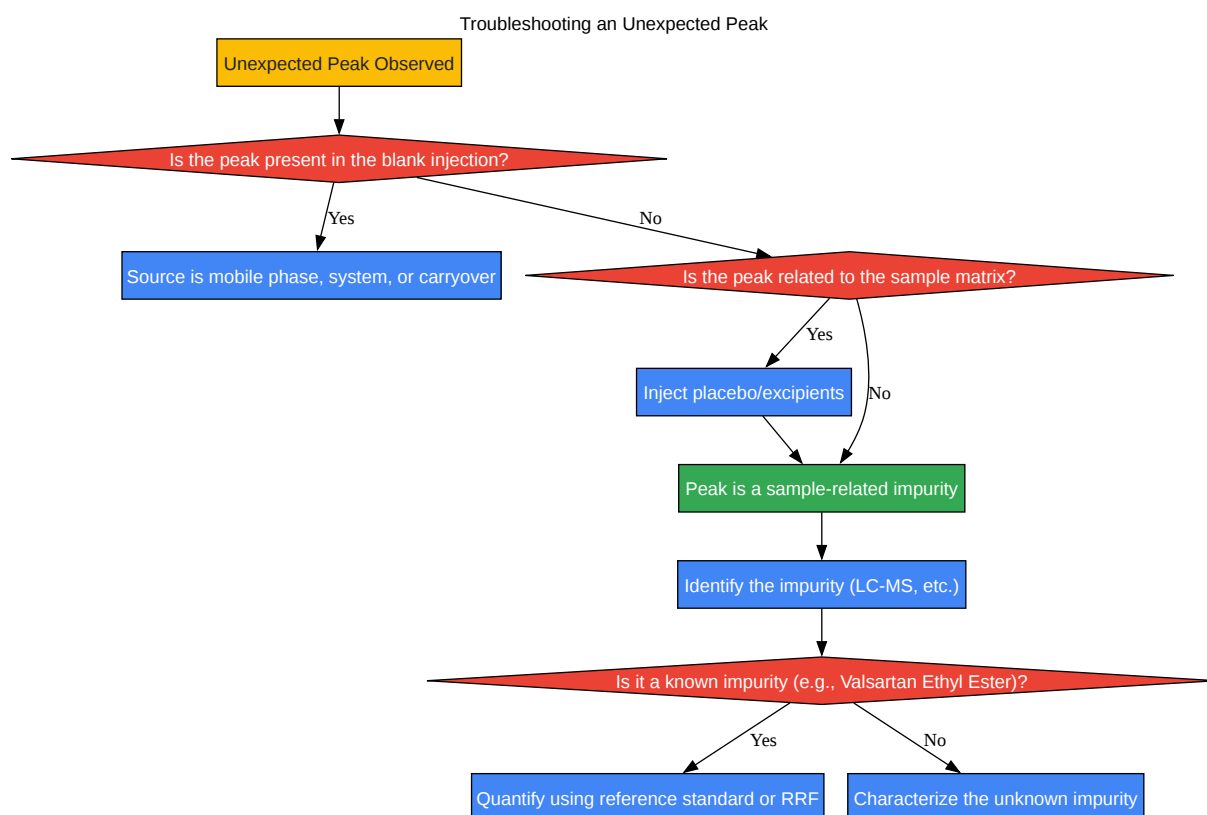 Troubleshooting an Unexpected Peak
Unexpected Peak Observed
Is the peak present in the blank injection?
Yes
No
Source is mobile phase, system, or carryover
Is the peak related to the sample matrix?
Yes
Inject placebo/excipients
No
Peak is a sample-related impurity
Identify the impurity (LC-MS, etc.)
Is it a known impurity (e.g., Valsartan Ethyl Ester)?
Yes
No
Quantify using reference standard or RRF
Characterize the unknown impurity